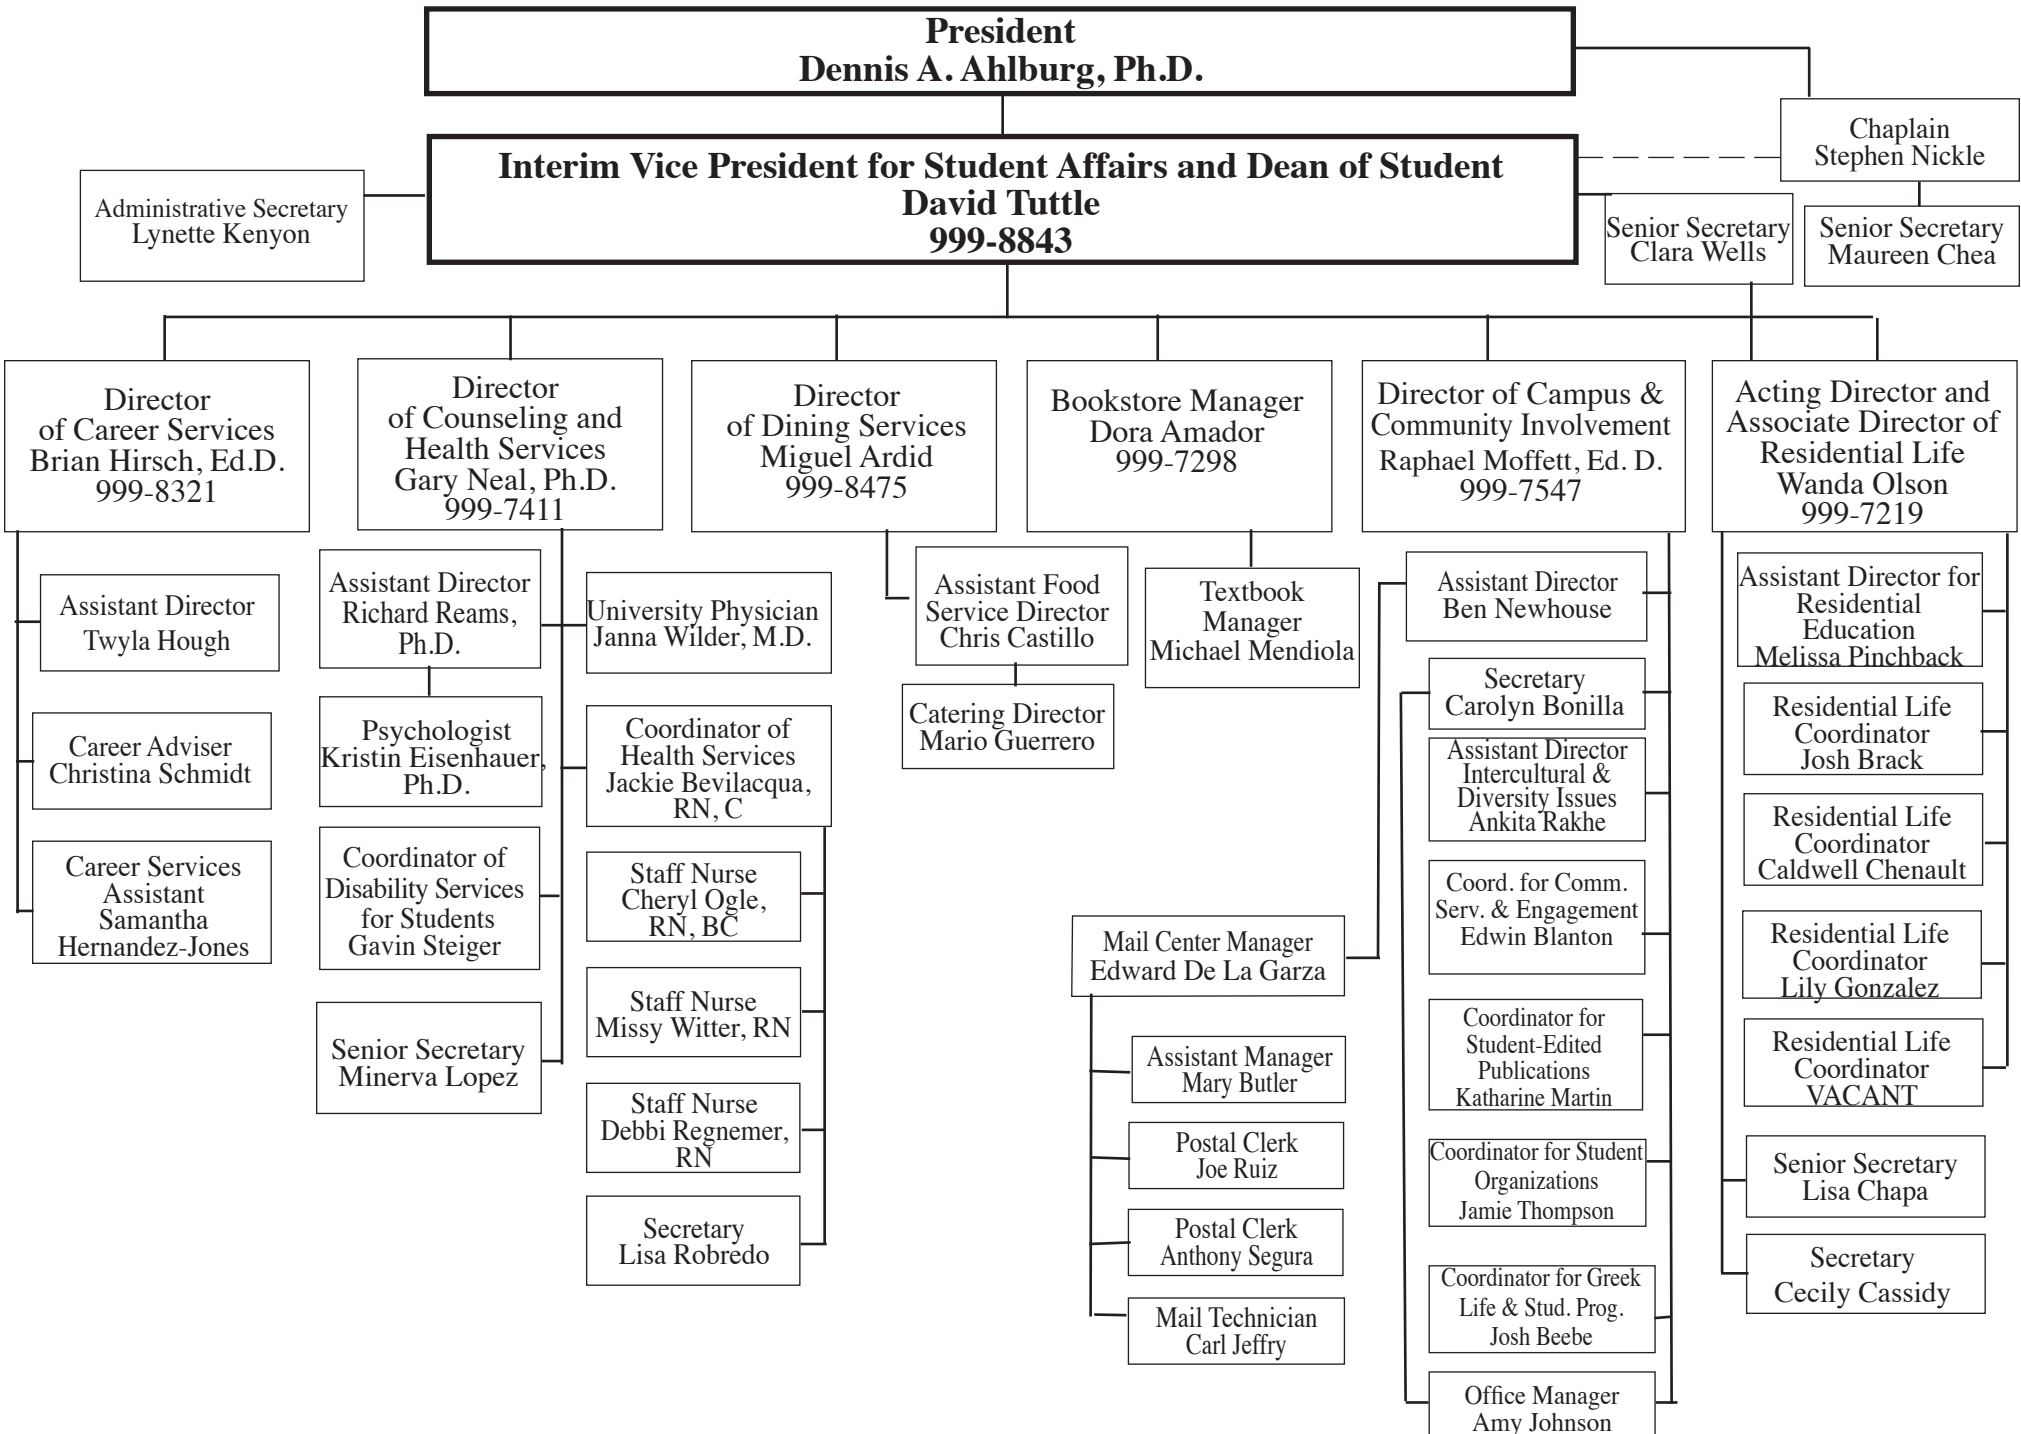 President
Dennis A. Ahlburg, Ph.D.
Chaplain
Stephen Nickle
Interim Vice President for Student Affairs and Dean of Student
David Tuttle
999-8843
Administrative Secretary
Lynette Kenyon
Senior Secretary
Clara Wells
Senior Secretary
Maureen Chea
Director
of Career Services
Brian Hirsch, Ed.D.
999-8321
Director
of Counseling and
Health Services
Gary Neal, Ph.D.
999-7411
Director
of Dining Services
Miguel Ardid
999-8475
Bookstore Manager
Dora Amador
999-7298
Director of Campus &
Community Involvement
Raphael Moffett, Ed. D.
999-7547
Acting Director and
Associate Director of
Residential Life
Wanda Olson
999-7219
Assistant Director
Twyla Hough
Career Adviser
Christina Schmidt
Career Services
Assistant
Samantha
Hernandez-Jones
Assistant Director
Richard Reams,
Ph.D.
Psychologist
Kristin Eisenhauer,
Ph.D.
Coordinator of
Disability Services
for Students
Gavin Steiger
Senior Secretary
Minerva Lopez
University Physician
Janna Wilder, M.D.
Coordinator of
Health Services
Jackie Bevilacqua,
RN, C
Staff Nurse
Cheryl Ogle,
RN, BC
Staff Nurse
Missy Witter, RN
Staff Nurse
Debbi Regnemer,
RN
Secretary
Lisa Robredo
Assistant Food
Service Director
Chris Castillo
Catering Director
Mario Guerrero
Textbook
Manager
Michael Mendiola
Mail Center Manager
Edward De La Garza
Assistant Manager
Mary Butler
Postal Clerk
Joe Ruiz
Postal Clerk
Anthony Segura
Mail Technician
Carl Jeffry
Assistant Director
Ben Newhouse
Secretary
Carolyn Bonilla
Assistant Director
Intercultural &
Diversity Issues
Ankita Rakhe
Coord. for Comm.
Serv. & Engagement
Edwin Blanton
Coordinator for
Student-Edited
Publications
Katharine Martin
Coordinator for Student
Organizations
Jamie Thompson
Coordinator for Greek
Life & Stud. Prog.
Josh Beebe
Office Manager
Amy Johnson
Assistant Director for
Residential
Education
Melissa Pinchback
Residential Life
Coordinator
Josh Brack
Residential Life
Coordinator
Caldwell Chenault
Residential Life
Coordinator
Lily Gonzalez
Residential Life
Coordinator
VACANT
Senior Secretary
Lisa Chapa
Secretary
Cecily Cassidy